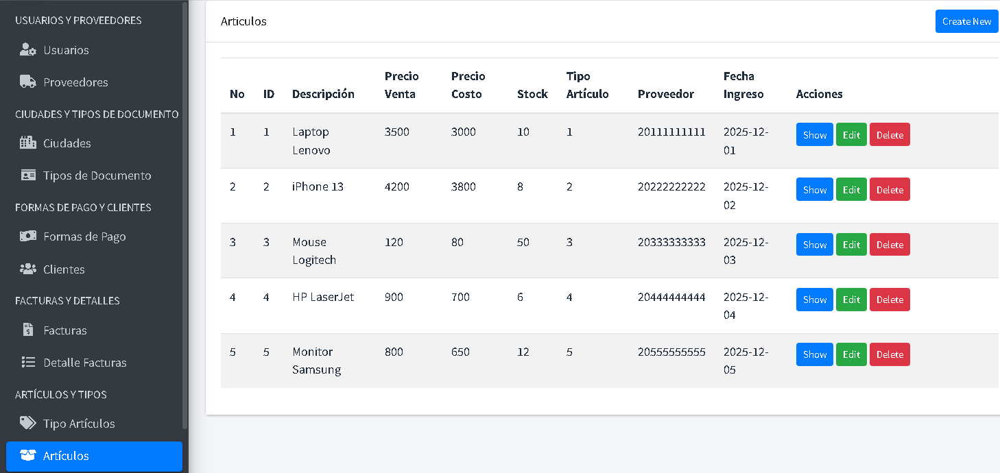 USUARIOS Y PROVEEDORES
Usuarios
Proveedores
CIUDADES Y TIPOS DE DOCUMENTO
Ciudades
Tipos de Documento
FORMAS DE PAGO Y CLIENTES
Formas de Pago
Clientes
FACTURAS Y DETALLES
Facturas
Detalle Facturas
ARTÍCULOS Y TIPOS
Tipo Artículos
Artículos
Articulos
Create New
Precio Precio Tipo Fecha
No ID Descripción Venta Costo Stock Artículo Proveedor Ingreso Acciones
1 1 Laptop 3500 3000 10 1 20111111111 2025-12- Show Edit Delete
Lenovo 01
2 2 iPhone 13 4200 3800 8 2 20222222222 2025-12- Show Edit Delete
02
3 3 Mouse 120 80 50 3 20333333333 2025-12- Show Edit Delete
Logitech 03
4 4 HP LaserJet 900 700 6 4 20444444444 2025-12- Show Edit Delete
04
5 5 Monitor 800 650 12 5 20555555555 2025-12- Show Edit Delete
Samsung 05